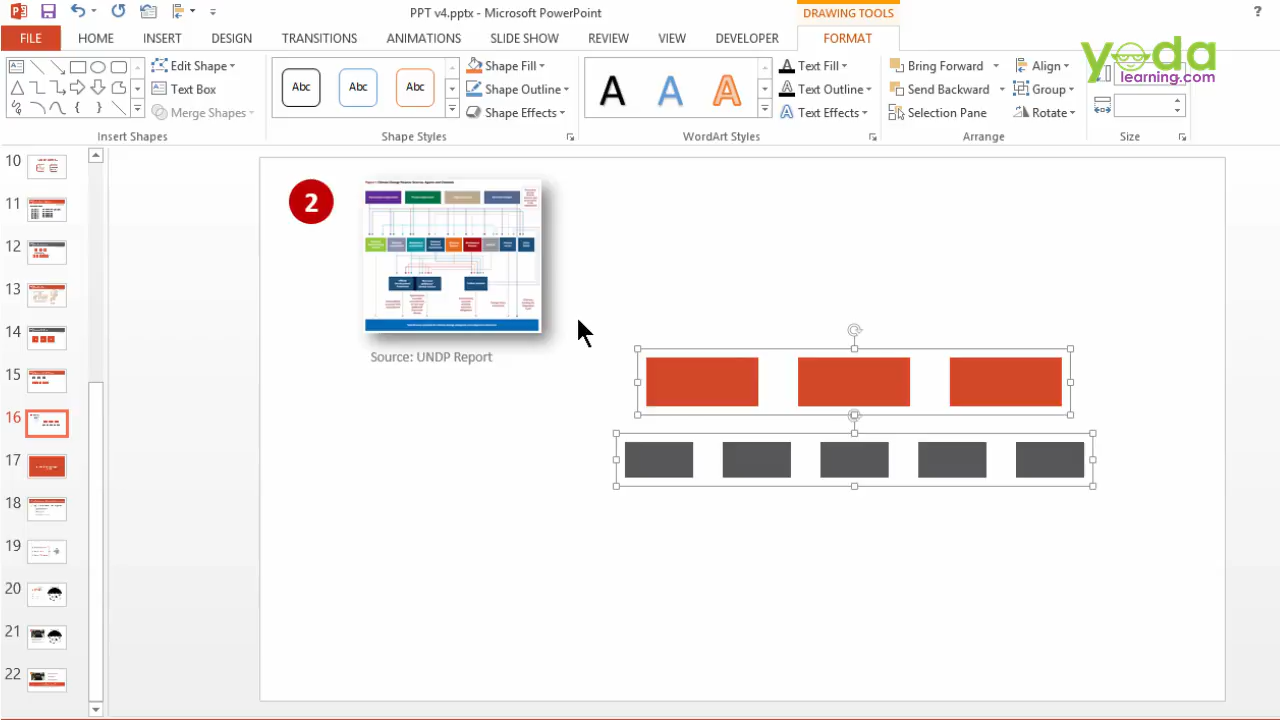 PPT v4.pptx - Microsoft PowerPoint
DRAWING TOOLS
?
FILE
HOME
INSERT
DESIGN
TRANSITIONS
ANIMATIONS
SLIDE SHOW
REVIEW
VIEW
DEVELOPER
FORMAT
yoda
learning.com
Edit Shape
Text Box
Merge Shapes
Insert Shapes
Abc
Abc
Abc
Shape Fill
Shape Outline
Shape Effects
Shape Styles
A
A
A
Text Fill
Text Outline
Text Effects
WordArt Styles
Bring Forward
Send Backward
Selection Pane
Align
Group
Rotate
Arrange
Size
10
11
12
13
14
15
16
17
18
19
20
21
22
2
Source: UNDP Report